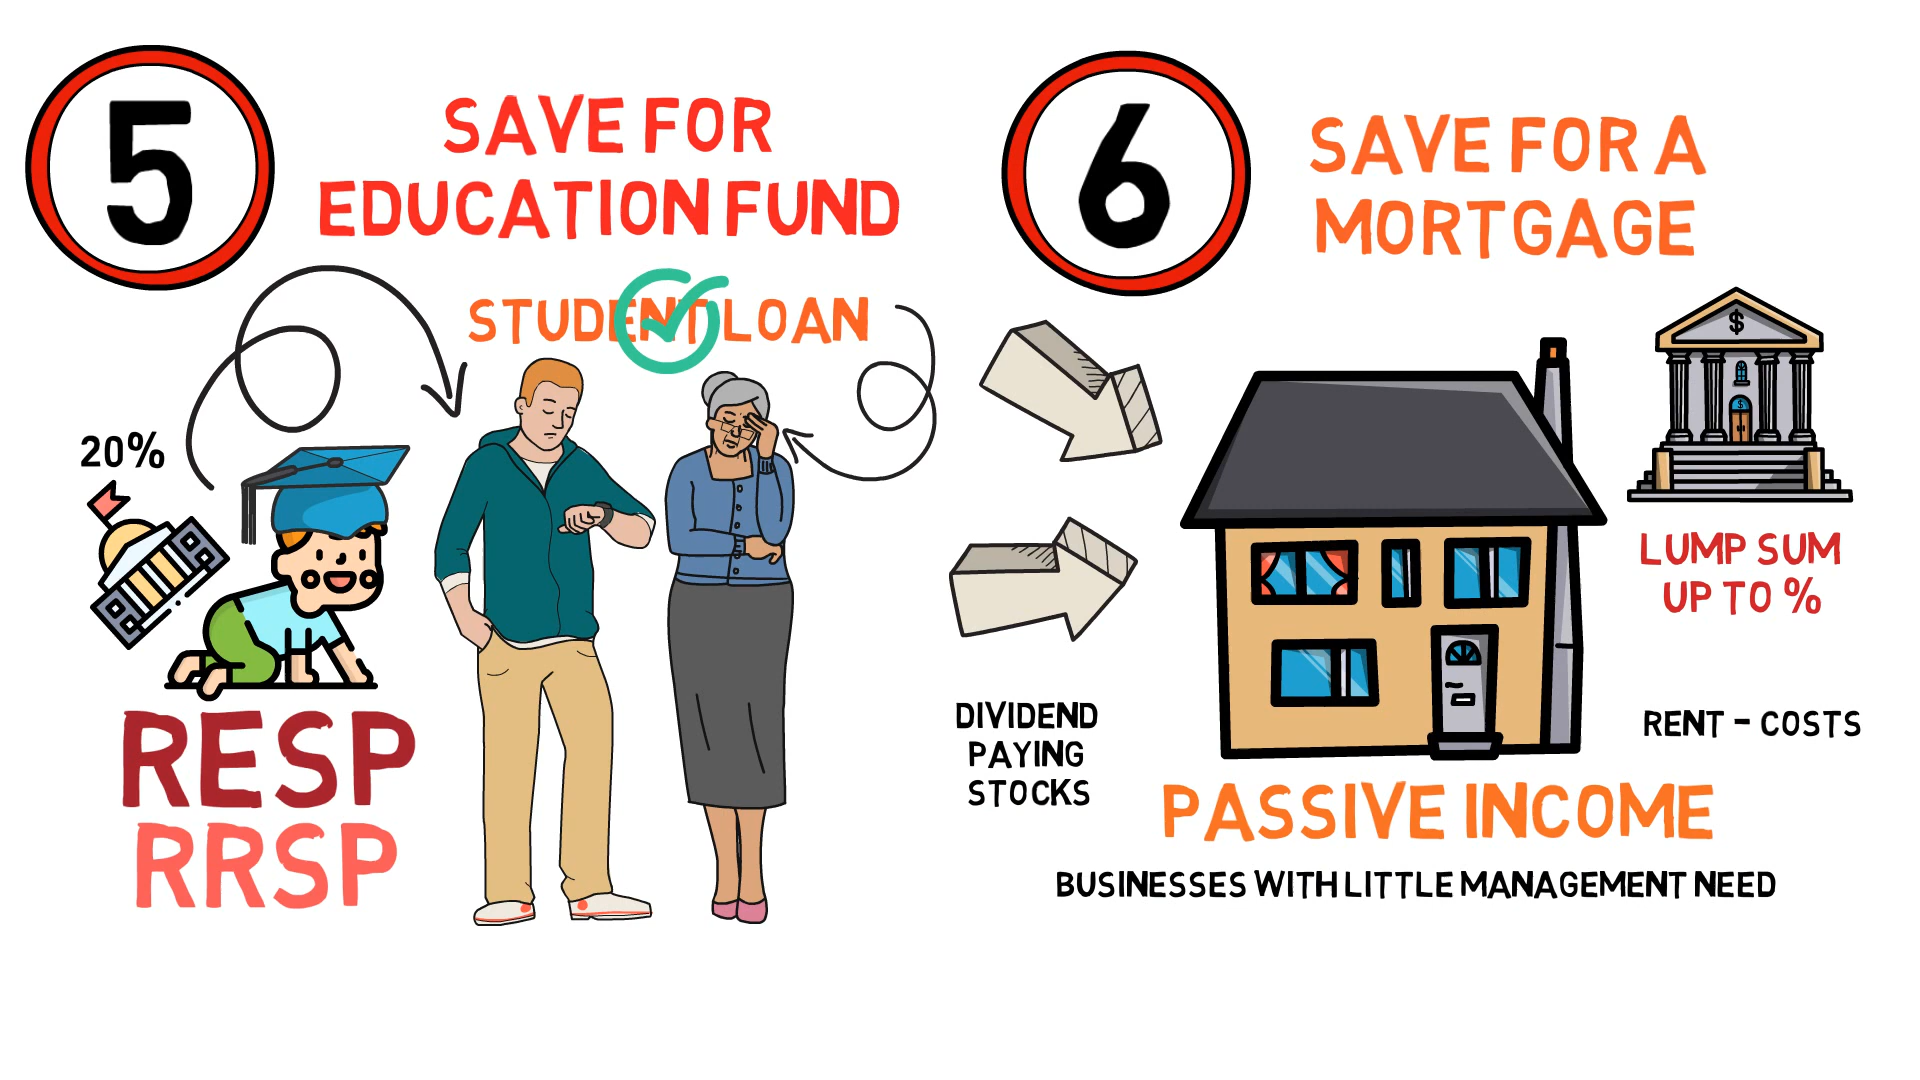 5
SAVE FOR
EDUCATION FUND
STUDENT LOAN
20%
RESP
RRSP
6
SAVE FOR A
MORTGAGE
$
$
LUMP SUM
UP TO %
RENT - COSTS
DIVIDEND
PAYING
STOCKS
PASSIVE INCOME
BUSINESSES WITH LITTLE MANAGEMENT NEED